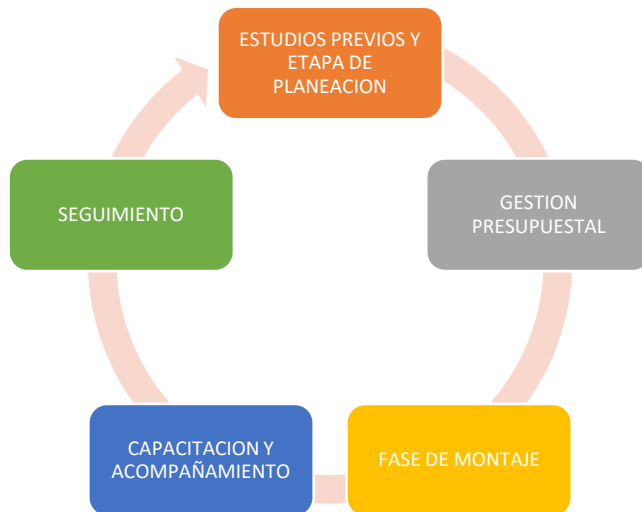 ESTUDIOS PREVIOS Y
ETAPA DE
PLANEACION
GESTION
PRESUPUESTAL
FASE DE MONTAJE
CAPACITACION Y
ACOMPAÑAMIENTO
SEGUIMIENTO